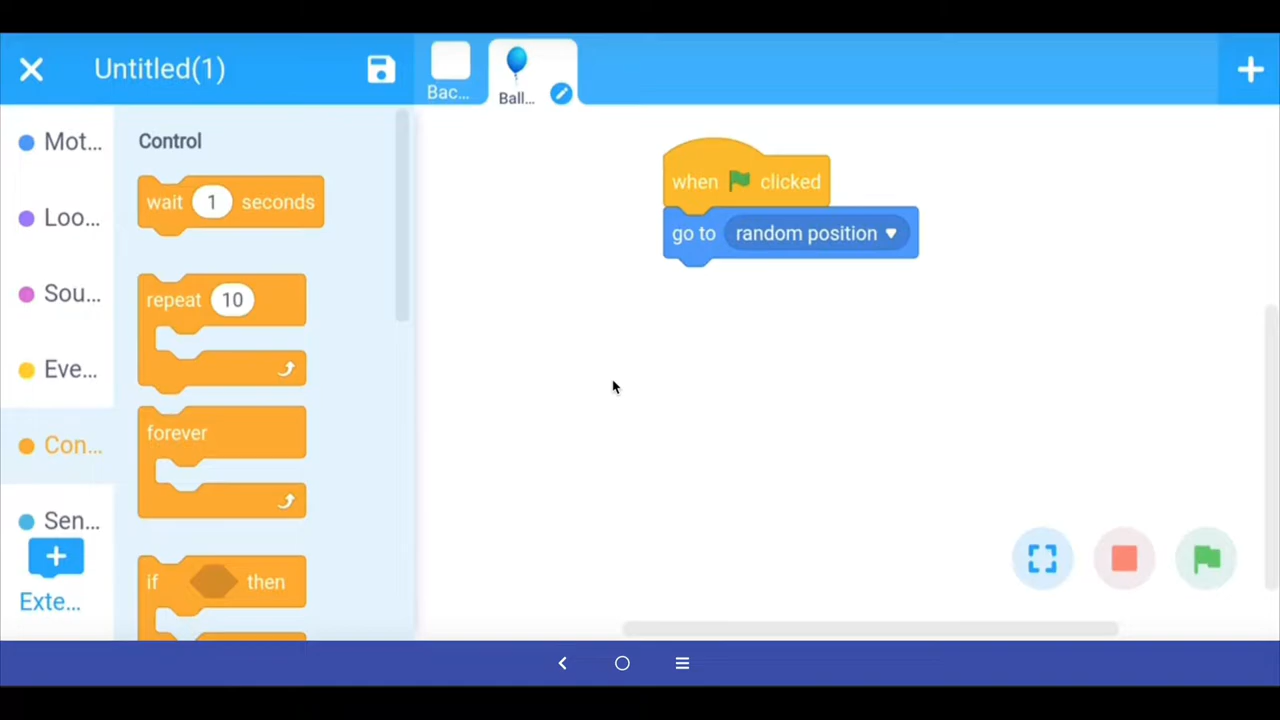 Untitled(1)
Bac...
Ball...
Mot...
Loo...
Sou...
Eve...
Con...
Sen...
Exte...
Control
wait 1 seconds
repeat 10
forever
if then
when clicked
go to random position